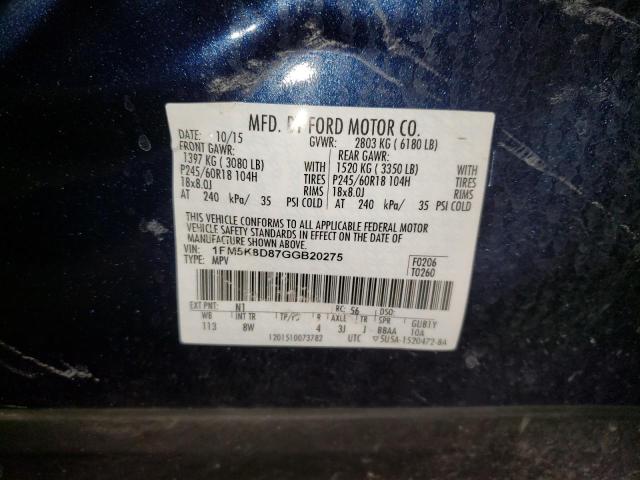 MFD. BY FORD MOTOR CO.
DATE: 10/15 GVWR: 2803 KG ( 6180 LB)
FRONT GAWR: REAR GAWR:
1397 KG ( 3080 LB) WITH 1520 KG ( 3350 LB) WITH
P245/60R18 104H TIRES P245/60R18 104H TIRES
18x8.0J RIMS 18x8.0J RIMS
AT 240 kPa/ 35 PSI COLD AT 240 kPa/ 35 PSI COLD
THIS VEHICLE CONFORMS TO ALL APPLICABLE FEDERAL MOTOR
VEHICLE SAFETY STANDARDS IN EFFECT ON THE DATE OF
MANUFACTURE SHOWN ABOVE.
VIN: 1FM5K8D87GGB20275 F0206
TYPE: MPV T0260
EXT PNT: N1 RC: 56 DSO:
WB INT TR TP/PS R AXLE TR SPR GUB1Y
113 8W 4 3J J BBAA 10A
1201510073782 UTC 5U5A-1520472-BA